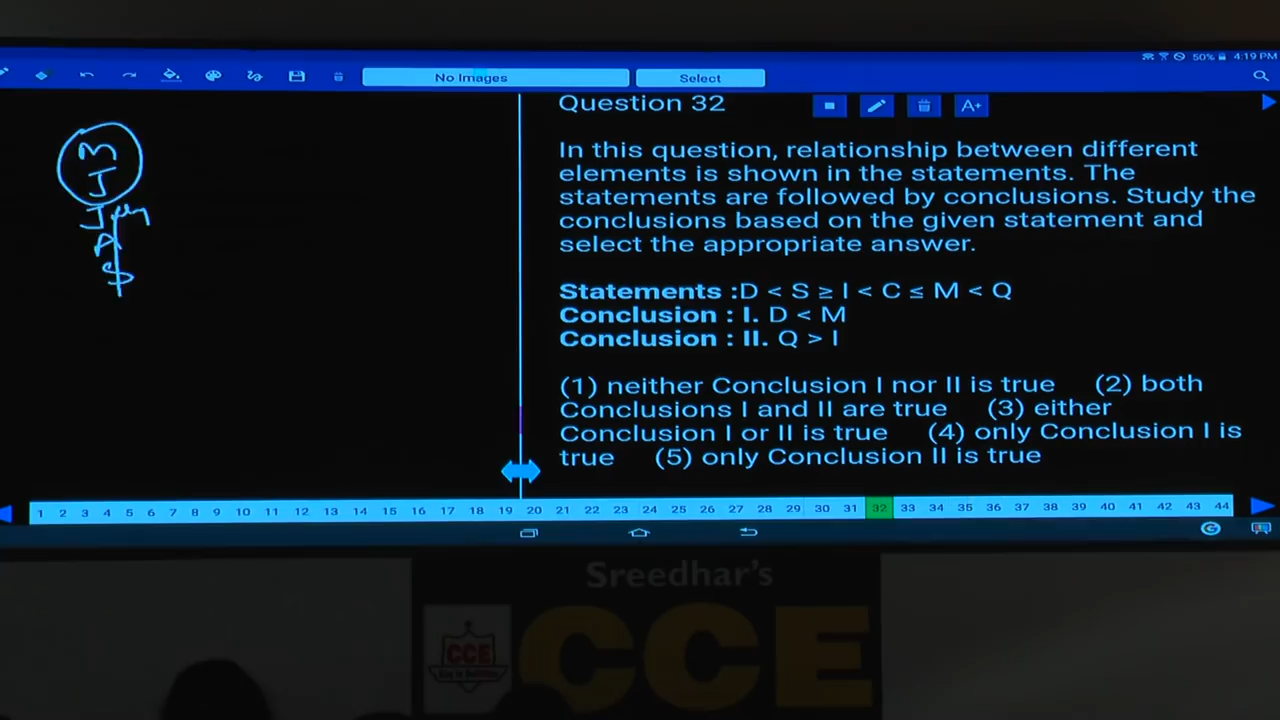 50% 4:19 PM
No Images
Select
M
J
July
A
S
Question 32
A+
In this question, relationship between different
elements is shown in the statements. The
statements are followed by conclusions. Study the
conclusions based on the given statement and
select the appropriate answer.
Statements :D < S ≥ I < C ≤ M < Q
Conclusion : I. D < M
Conclusion : II. Q > I
(1) neither Conclusion I nor II is true (2) both
Conclusions I and II are true (3) either
Conclusion I or II is true (4) only Conclusion I is
true (5) only Conclusion II is true
1 2 3 4 5 6 7 8 9 10 11 12 13 14 15 16 17 18 19 20 21 22 23 24 25 26 27 28 29 30 31 32 33 34 35 36 37 38 39 40 41 42 43 44
Sreedhar's
CCE
CCE